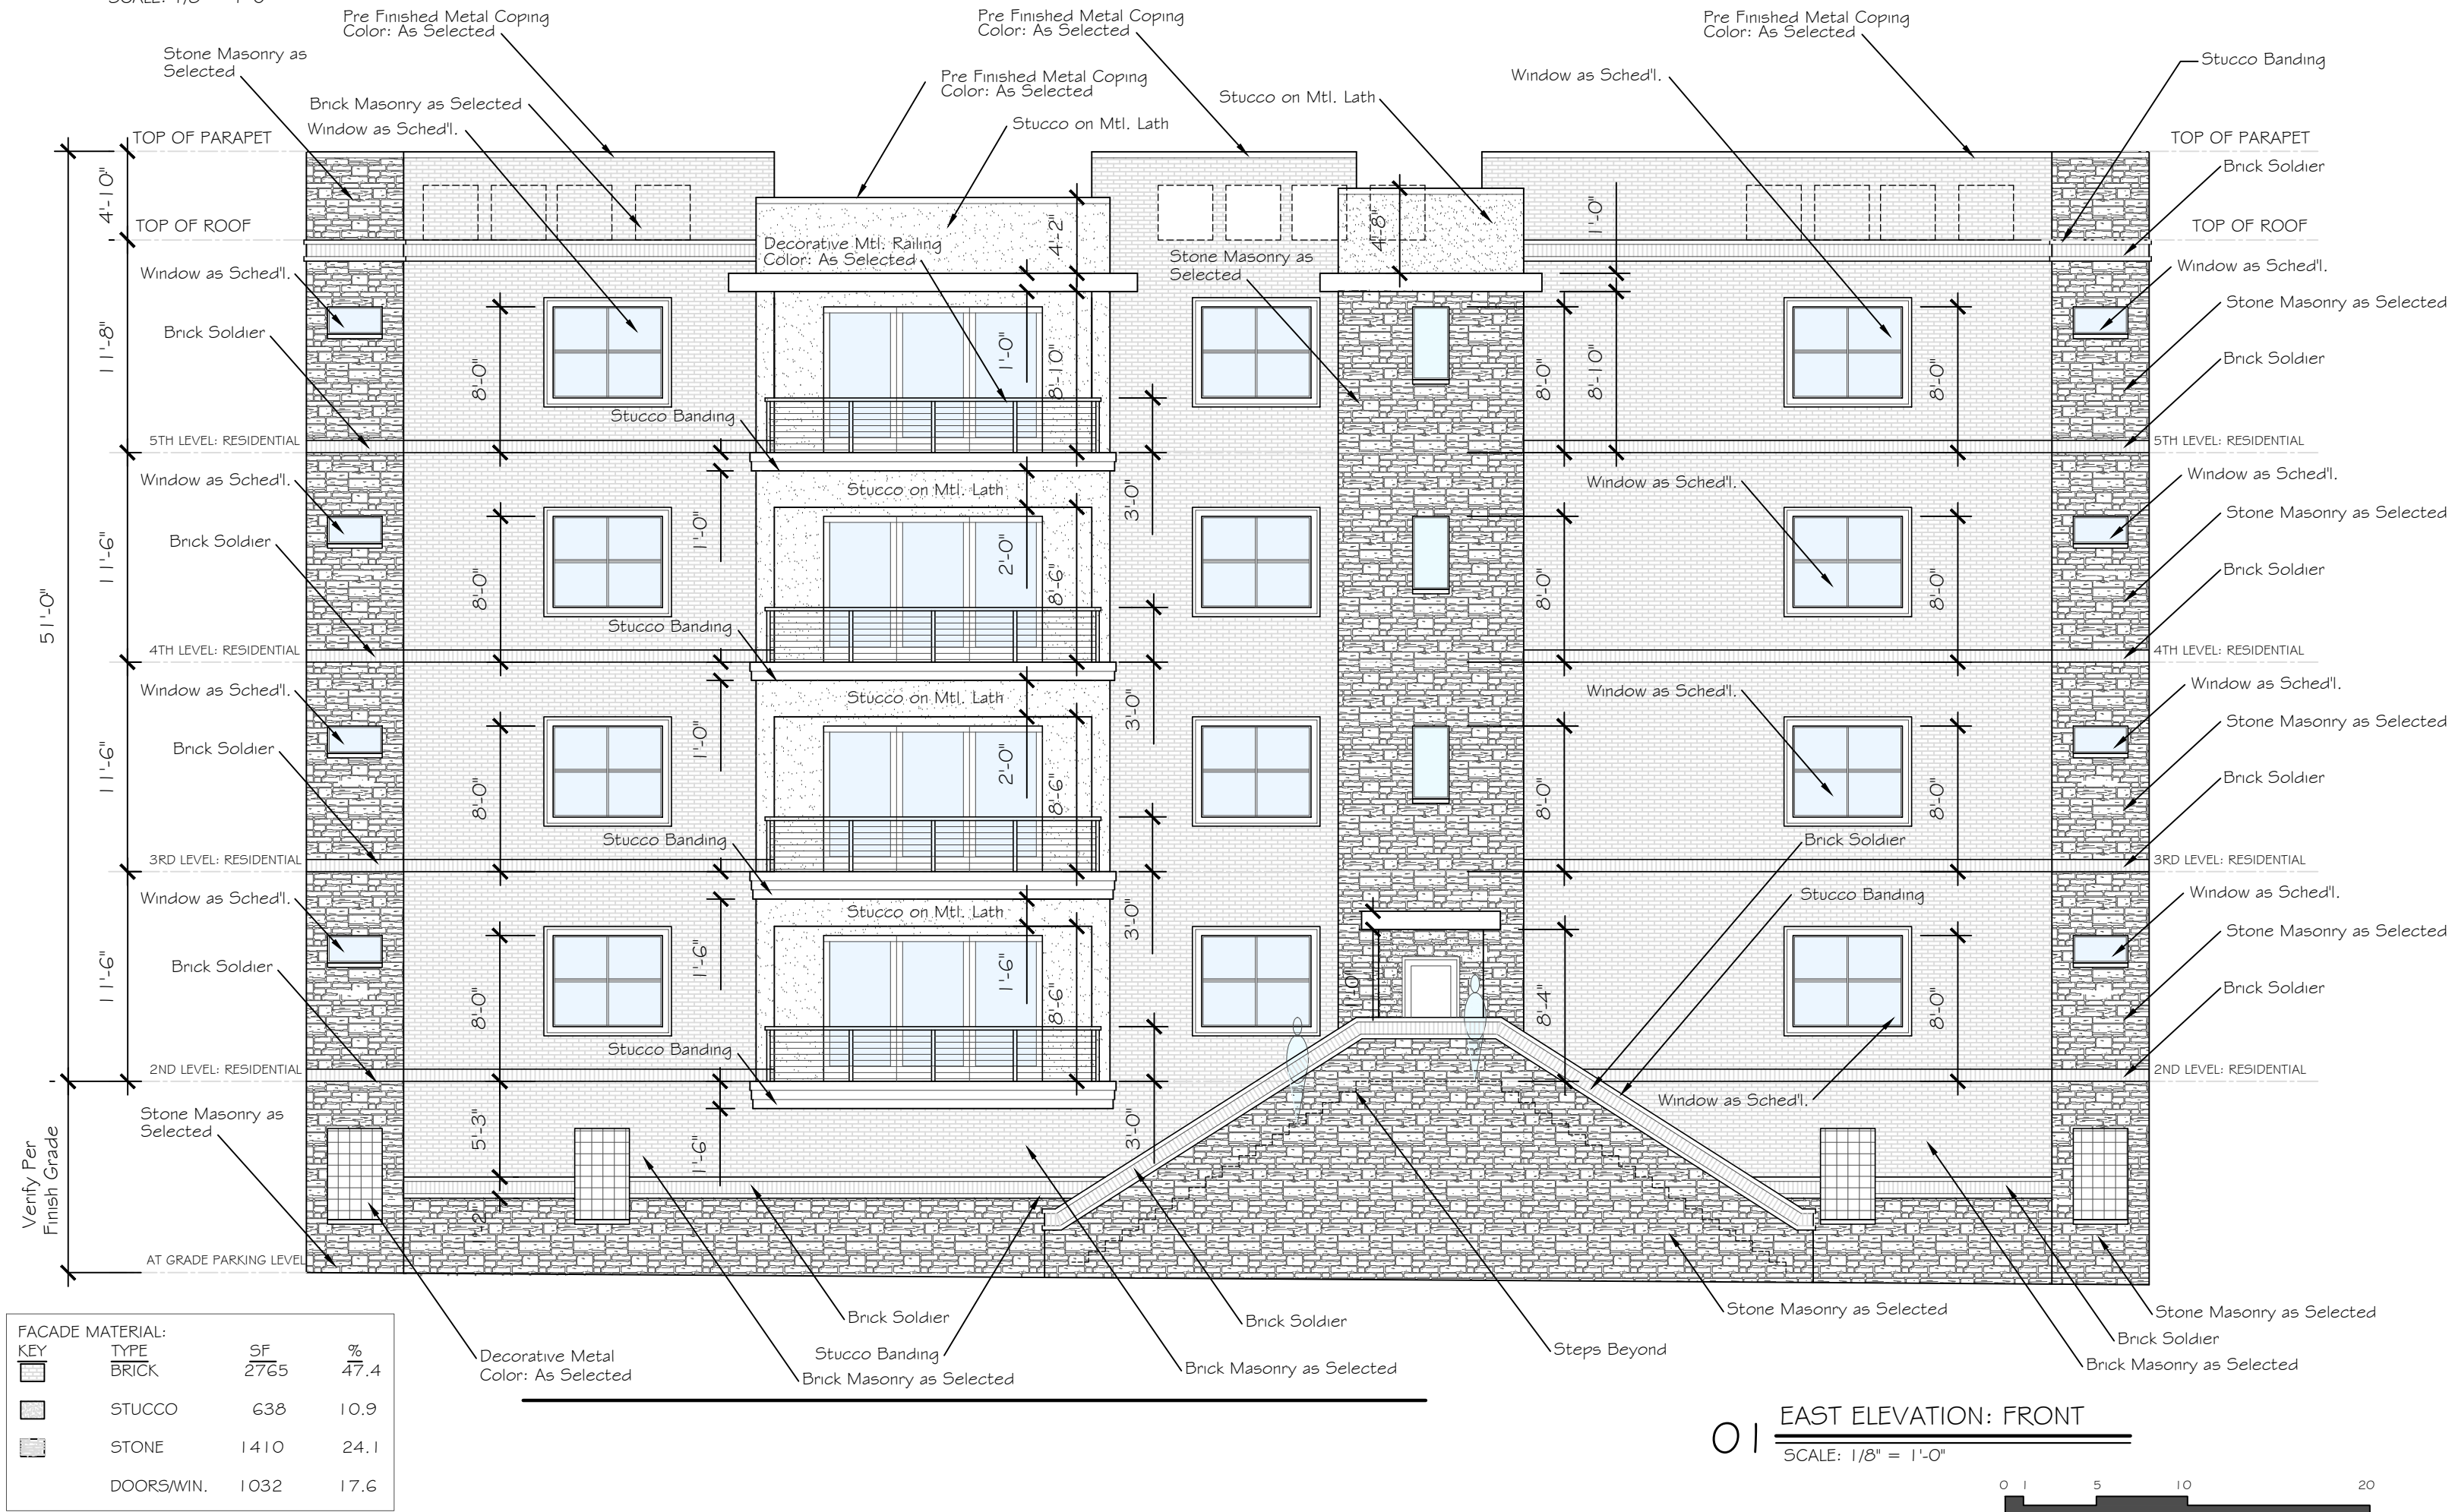 Pre Finished Metal Coping
Color: As Selected
Pre Finished Metal Coping
Color: As Selected
Pre Finished Metal Coping
Color: As Selected
Stone Masonry as
Selected
Stucco Banding
Pre Finished Metal Coping
Color: As Selected
Window as Sched'l.
Brick Masonry as Selected
Stucco on Mtl. Lath
Window as Sched'l.
Stucco on Mtl. Lath
TOP OF PARAPET
TOP OF PARAPET
Brick Soldier
4'-10"
TOP OF ROOF
TOP OF ROOF
4'-2"
4'-8"
1'-0"
Decorative Mtl. Railing
Color: As Selected
Stone Masonry as
Selected
Window as Sched'l.
Window as Sched'l.
Stone Masonry as Selected
Brick Soldier
Brick Soldier
11'-8"
8'-0"
1'-0"
8'-10"
8'-0"
8'-10"
8'-0"
Stucco Banding
5TH LEVEL: RESIDENTIAL
5TH LEVEL: RESIDENTIAL
Window as Sched'l.
Stucco on Mtl. Lath
Window as Sched'l.
Window as Sched'l.
3'-0"
Stone Masonry as Selected
Brick Soldier
Brick Soldier
11'-6"
8'-0"
1'-0"
2'-0"
8'-6"
8'-0"
8'-0"
51'-0"
Stucco Banding
4TH LEVEL: RESIDENTIAL
4TH LEVEL: RESIDENTIAL
Window as Sched'l.
Stucco on Mtl. Lath
Window as Sched'l.
Window as Sched'l.
3'-0"
Stone Masonry as Selected
Brick Soldier
Brick Soldier
11'-6"
8'-0"
1'-0"
2'-0"
8'-6"
8'-0"
8'-0"
Stucco Banding
Brick Soldier
3RD LEVEL: RESIDENTIAL
3RD LEVEL: RESIDENTIAL
Window as Sched'l.
Stucco on Mtl. Lath
Stucco Banding
Window as Sched'l.
3'-0"
Stone Masonry as Selected
Brick Soldier
Brick Soldier
11'-6"
8'-0"
1'-6"
1'-6"
8'-6"
1'-0"
8'-4"
8'-0"
Stucco Banding
2ND LEVEL: RESIDENTIAL
2ND LEVEL: RESIDENTIAL
Window as Sched'l.
Stone Masonry as
Selected
5'-3"
1'-6"
3'-0"
Verify Per
Finish Grade
1'-2"
AT GRADE PARKING LEVEL
Brick Soldier
Brick Soldier
Stone Masonry as Selected
Stone Masonry as Selected
Brick Soldier
Steps Beyond
Decorative Metal
Color: As Selected
Stucco Banding
Brick Masonry as Selected
Brick Masonry as Selected
Brick Masonry as Selected
FACADE MATERIAL:
KEY TYPE SF %
BRICK 2765 47.4
STUCCO 638 10.9
STONE 1410 24.1
DOORS/WIN. 1032 17.6
01 EAST ELEVATION: FRONT
SCALE: 1/8" = 1'-0"
0 1 5 10 20